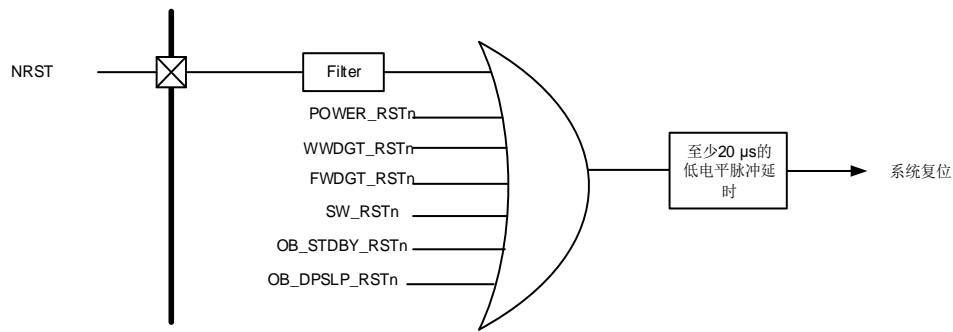 NRST
Filter
POWER_RSTn
WWDGT_RSTn
FWDGT_RSTn
SW_RSTn
OB_STDBY_RSTn
OB_DPSLP_RSTn
至少20 μs的
低电平脉冲延
时
系统复位